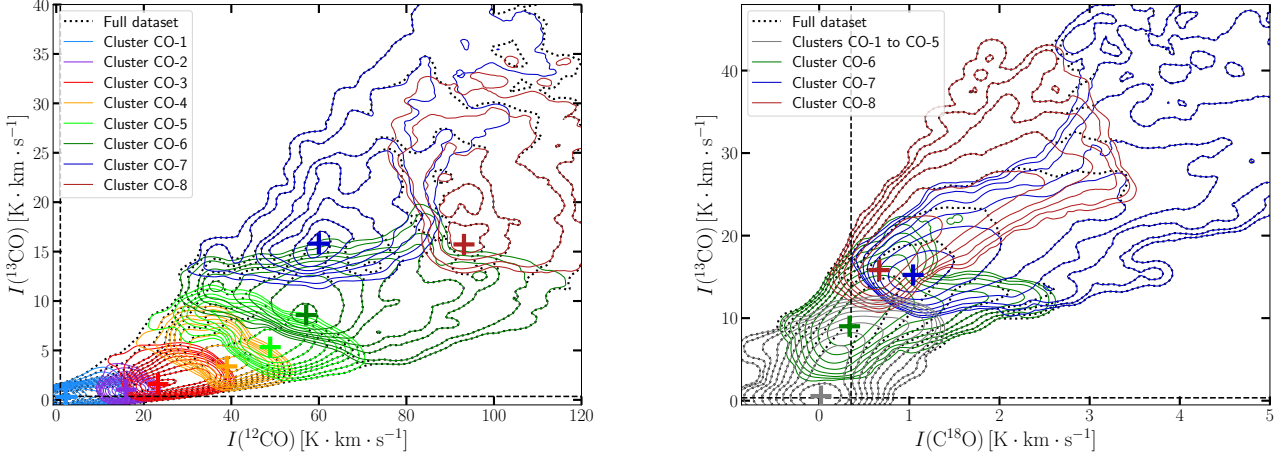 40
35
30
25
20
15
10
5
0
I(¹³CO) [K · km · s⁻¹]
Full dataset
Cluster CO-1
Cluster CO-2
Cluster CO-3
Cluster CO-4
Cluster CO-5
Cluster CO-6
Cluster CO-7
Cluster CO-8
0 20 40 60 80 100 120
I(¹²CO) [K · km · s⁻¹]
40
30
20
10
0
I(¹³CO) [K · km · s⁻¹]
Full dataset
Clusters CO-1 to CO-5
Cluster CO-6
Cluster CO-7
Cluster CO-8
0 1 2 3 4 5
I(C¹⁸O) [K · km · s⁻¹]